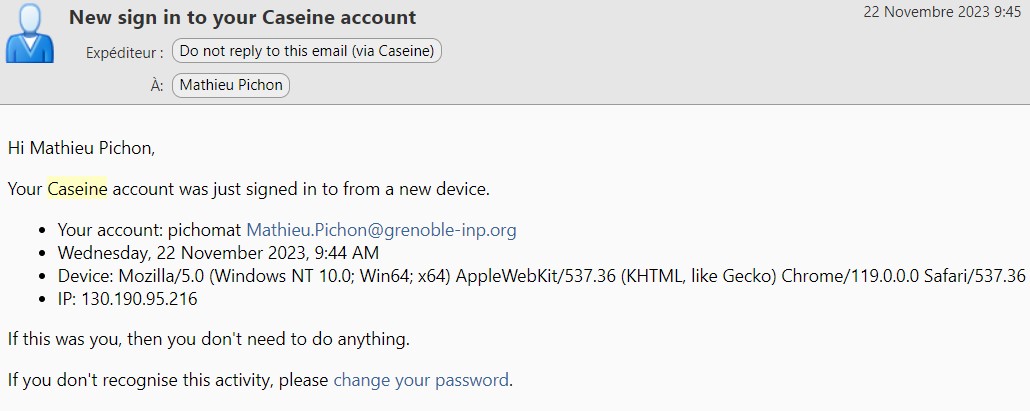 New sign in to your Caseine account
22 Novembre 2023 9:45
Expéditeur : Do not reply to this email (via Caseine)
À: Mathieu Pichon
Hi Mathieu Pichon,
Your Caseine account was just signed in to from a new device.
• Your account: pichomat Mathieu.Pichon@grenoble-inp.org
• Wednesday, 22 November 2023, 9:44 AM
• Device: Mozilla/5.0 (Windows NT 10.0; Win64; x64) AppleWebKit/537.36 (KHTML, like Gecko) Chrome/119.0.0.0 Safari/537.36
• IP: 130.190.95.216
If this was you, then you don't need to do anything.
If you don't recognise this activity, please change your password.